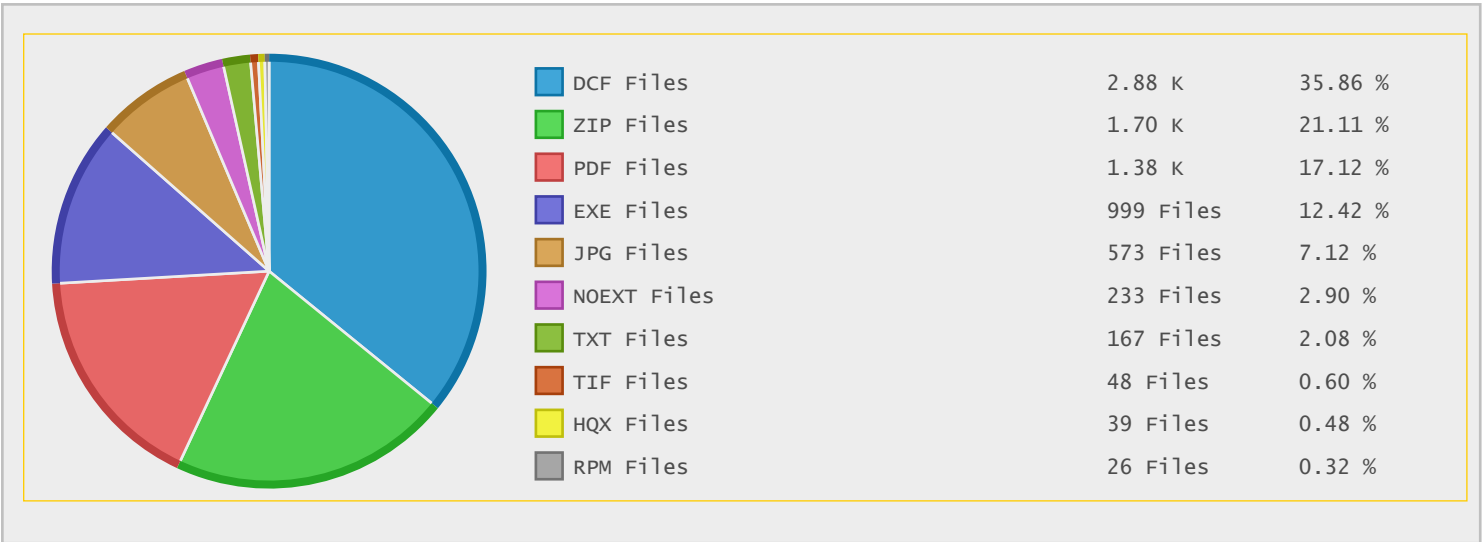 DCF Files 2.88 K 35.86 %
ZIP Files 1.70 K 21.11 %
PDF Files 1.38 K 17.12 %
EXE Files 999 Files 12.42 %
JPG Files 573 Files 7.12 %
NOEXT Files 233 Files 2.90 %
TXT Files 167 Files 2.08 %
TIF Files 48 Files 0.60 %
HQX Files 39 Files 0.48 %
RPM Files 26 Files 0.32 %